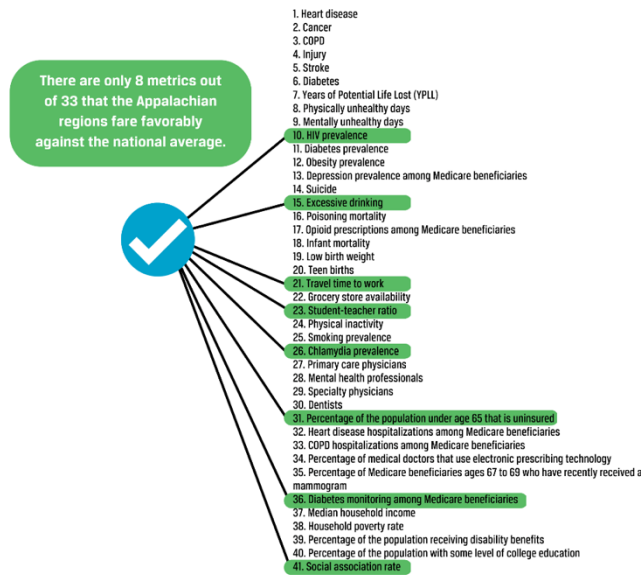 There are only 8 metrics out
of 33 that the Appalachian
regions fare favorably
against the national average.
1. Heart disease
2. Cancer
3. COPD
4. Injury
5. Stroke
6. Diabetes
7. Years of Potential Life Lost (YPLL)
8. Physically unhealthy days
9. Mentally unhealthy days
10. HIV prevalence
11. Diabetes prevalence
12. Obesity prevalence
13. Depression prevalence among Medicare beneficiaries
14. Suicide
15. Excessive drinking
16. Poisoning mortality
17. Opioid prescriptions among Medicare beneficiaries
18. Infant mortality
19. Low birth weight
20. Teen births
21. Travel time to work
22. Grocery store availability
23. Student-teacher ratio
24. Physical inactivity
25. Smoking prevalence
26. Chlamydia prevalence
27. Primary care physicians
28. Mental health professionals
29. Specialty physicians
30. Dentists
31. Percentage of the population under age 65 that is uninsured
32. Heart disease hospitalizations among Medicare beneficiaries
33. COPD hospitalizations among Medicare beneficiaries
34. Percentage of medical doctors that use electronic prescribing technology
35. Percentage of Medicare beneficiaries ages 67 to 69 who have recently received a
mammogram
36. Diabetes monitoring among Medicare beneficiaries
37. Median household income
38. Household poverty rate
39. Percentage of the population receiving disability benefits
40. Percentage of the population with some level of college education
41. Social association rate